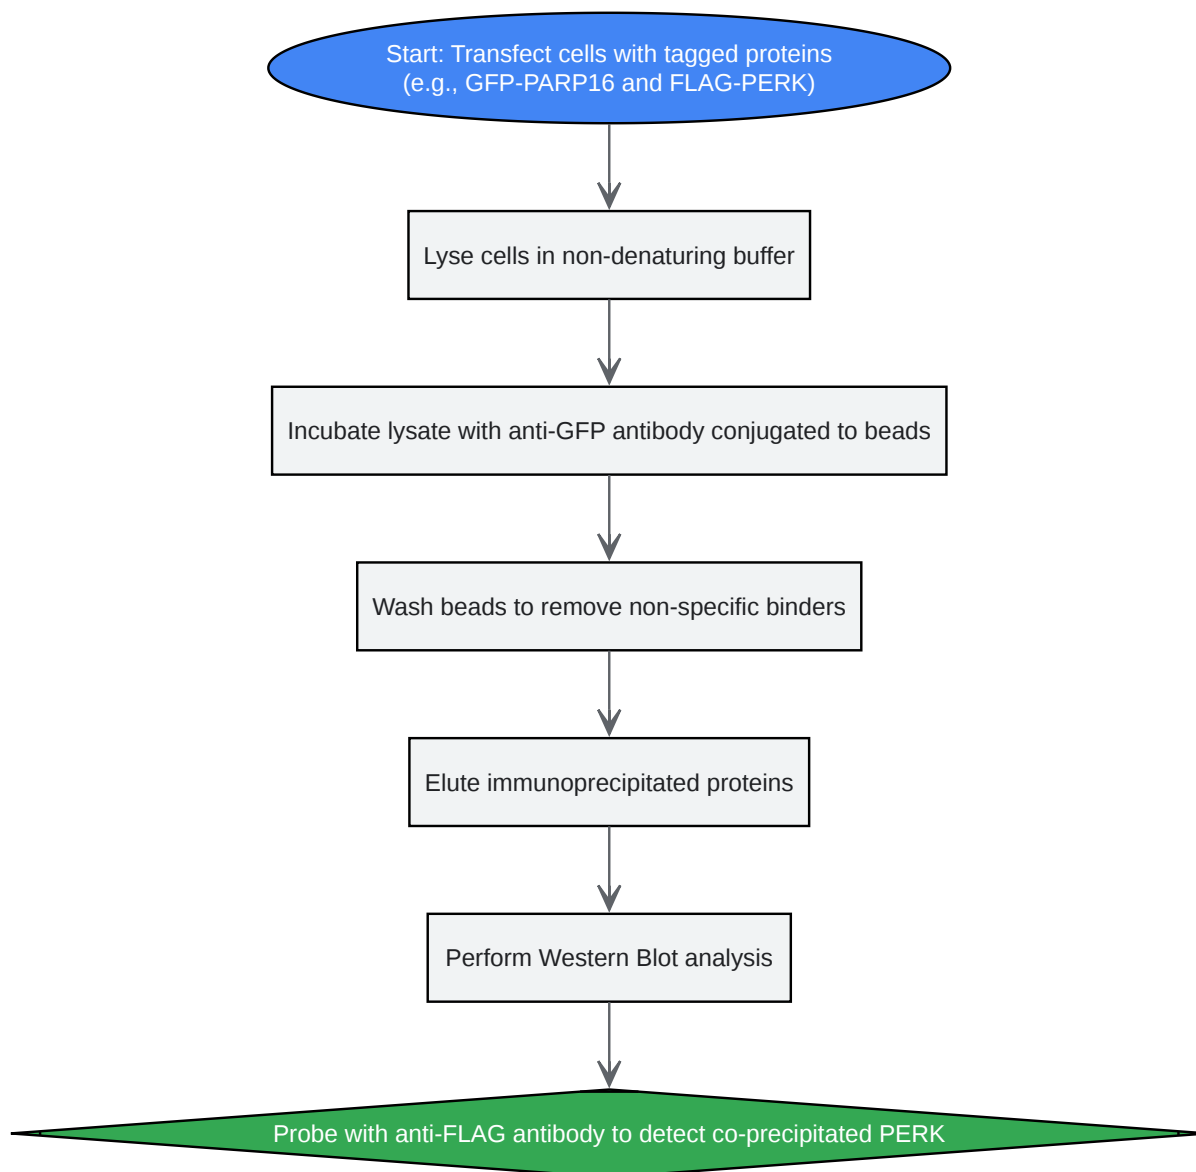 Start: Transfect cells with tagged proteins
(e.g., GFP-PARP16 and FLAG-PERK)
Lyse cells in non-denaturing buffer
Incubate lysate with anti-GFP antibody conjugated to beads
Wash beads to remove non-specific binders
Elute immunoprecipitated proteins
Perform Western Blot analysis
Probe with anti-FLAG antibody to detect co-precipitated PERK